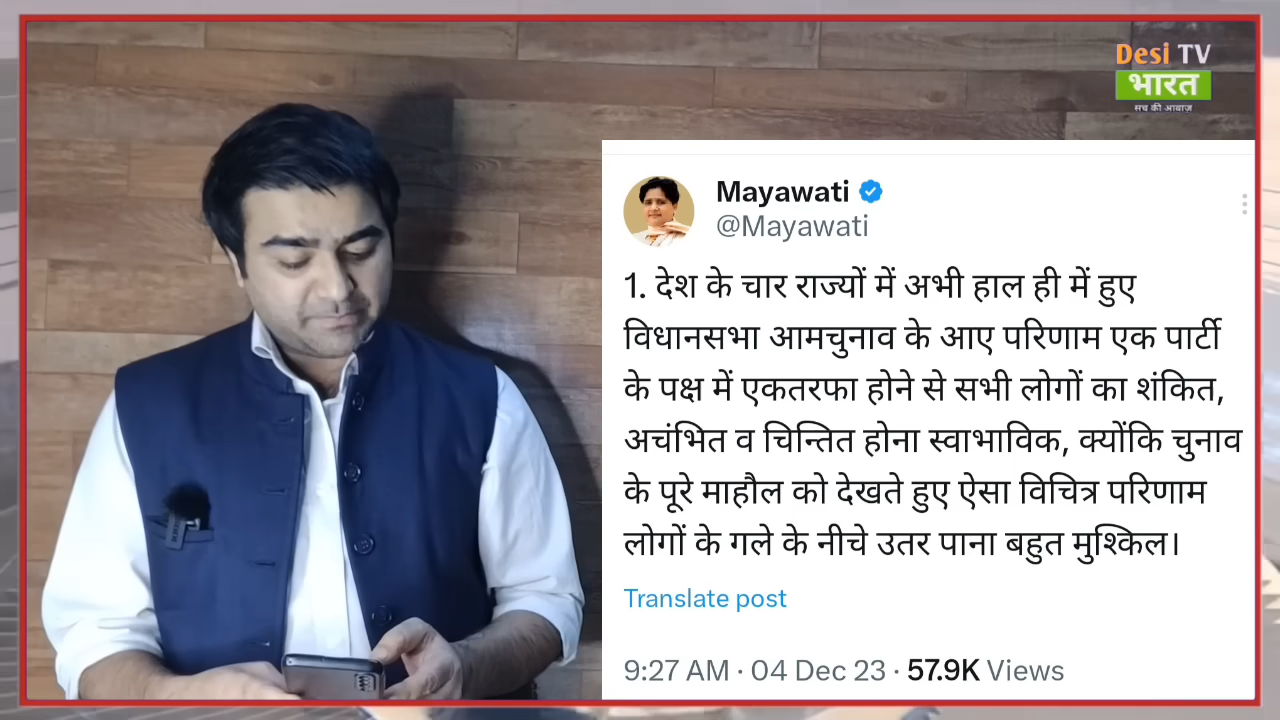 Desi TV
भारत
सच की आवाज़
Mayawati
@Mayawati
1. देश के चार राज्यों में अभी हाल ही में हुए
विधानसभा आमचुनाव के आए परिणाम एक पार्टी
के पक्ष में एकतरफा होने से सभी लोगों का शंकित,
अचंभित व चिन्तित होना स्वाभाविक, क्योंकि चुनाव
के पूरे माहौल को देखते हुए ऐसा विचित्र परिणाम
लोगों के गले के नीचे उतर पाना बहुत मुश्किल।
Translate post
9:27 AM · 04 Dec 23 · 57.9K Views